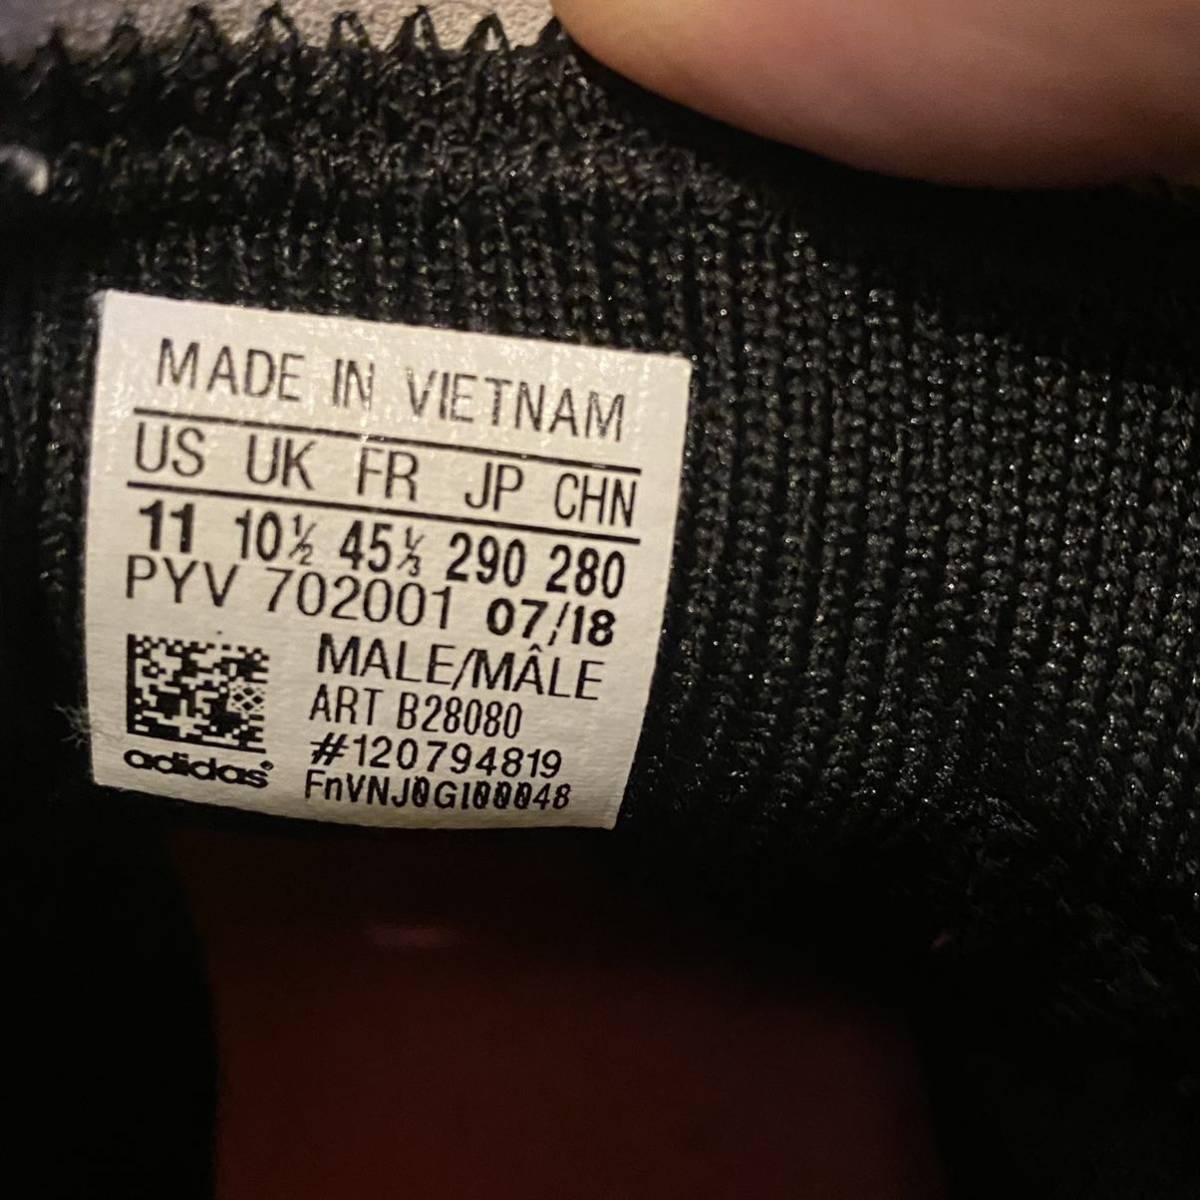 MADE IN VIETNAM
US UK FR JP CHN
11 10½ 45⅓ 290 280
PYV 702001 07/18
MALE/MÂLE
ART B28080
#120794819
adidas®
FnVNJ0GI00048